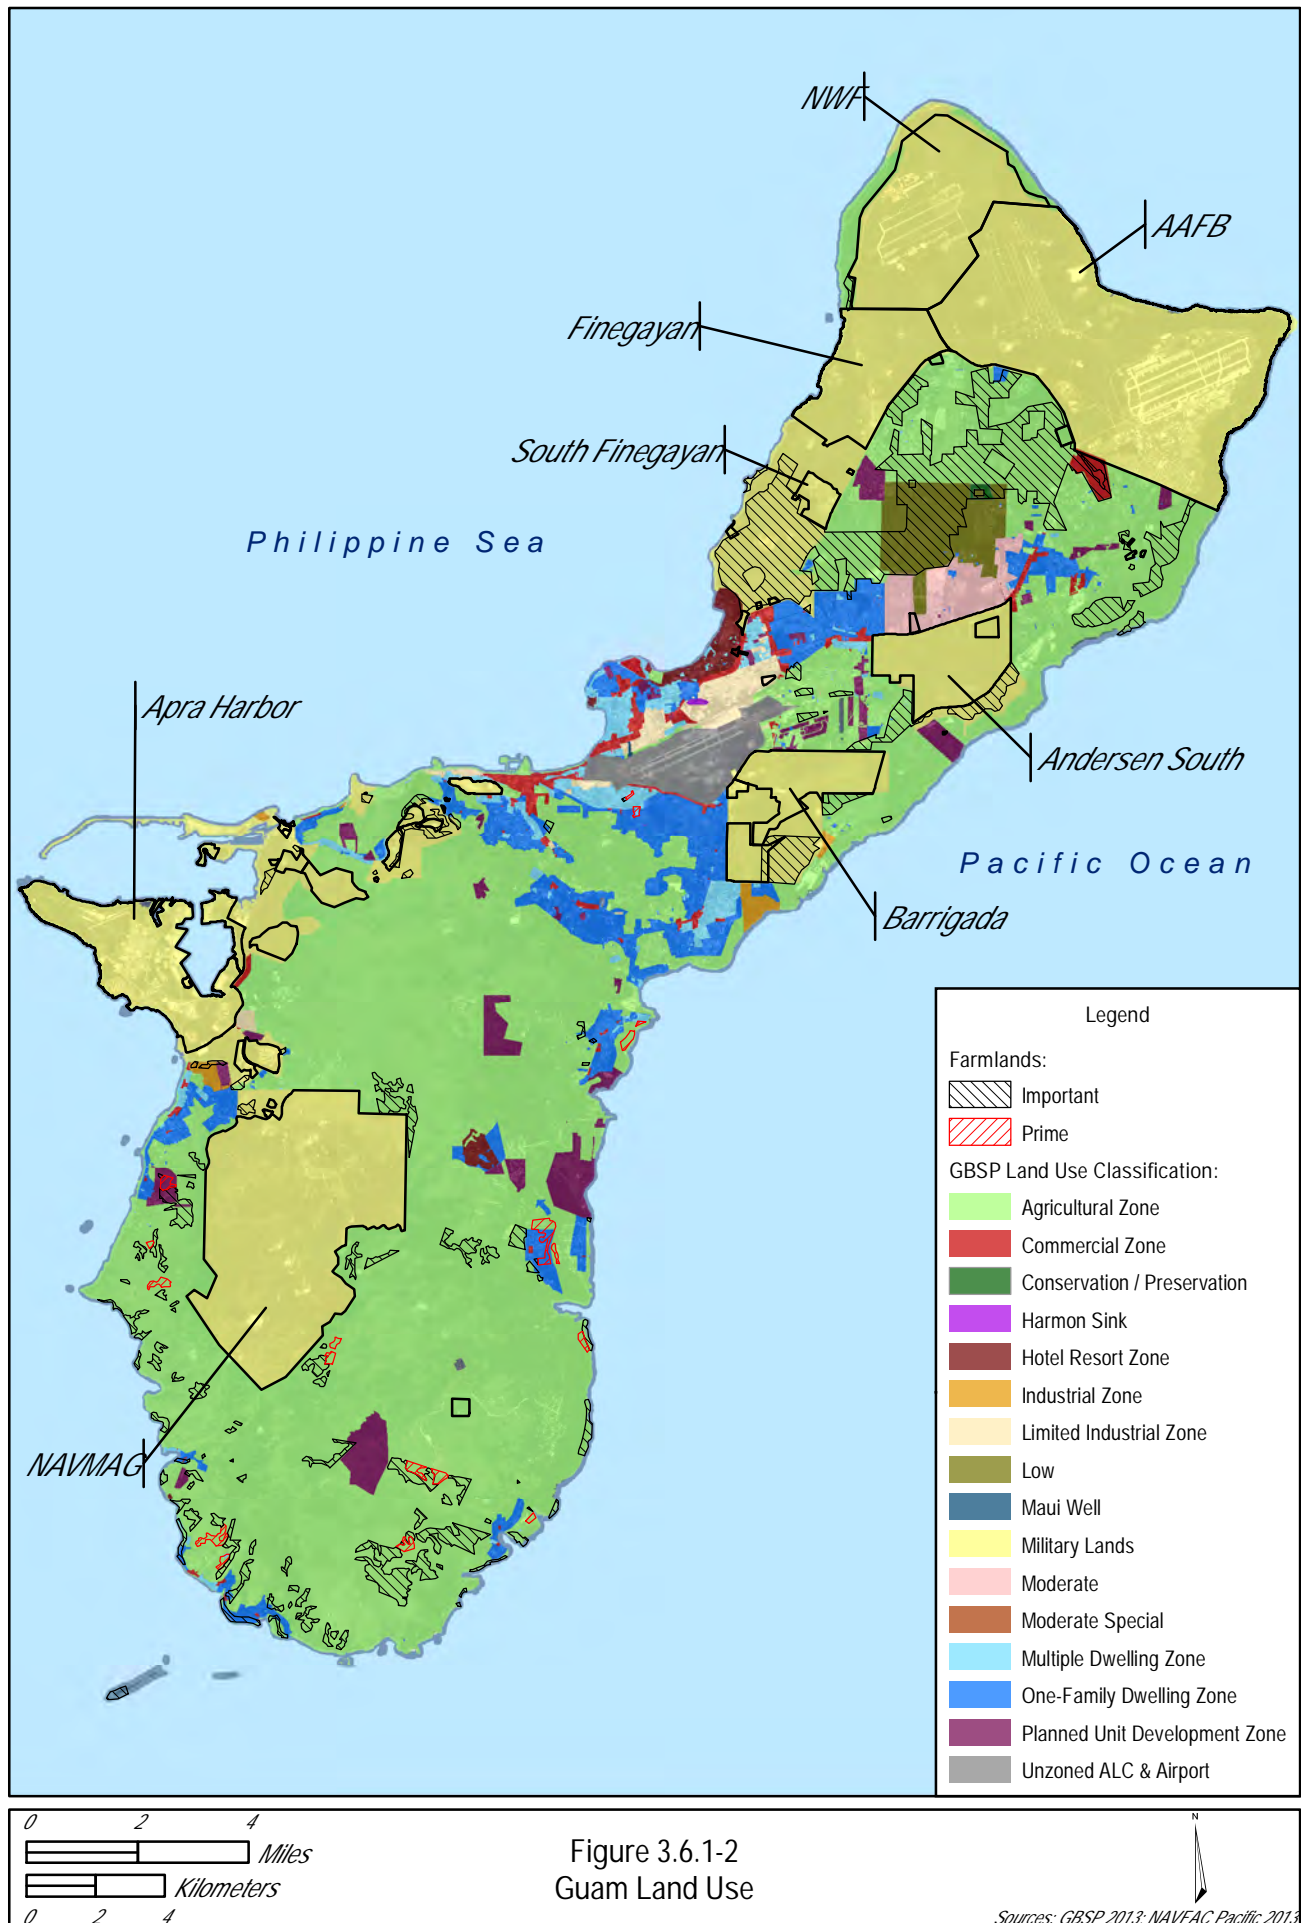 NWF
AAFB
Finegayan
South Finegayan
Philippine Sea
Apra Harbor
Andersen South
Pacific Ocean
Barrigada
NAVMAG
Legend
Farmlands:
Important
Prime
GBSP Land Use Classification:
Agricultural Zone
Commercial Zone
Conservation / Preservation
Harmon Sink
Hotel Resort Zone
Industrial Zone
Limited Industrial Zone
Low
Maui Well
Military Lands
Moderate
Moderate Special
Multiple Dwelling Zone
One-Family Dwelling Zone
Planned Unit Development Zone
Unzoned ALC & Airport
0 2 4
Miles
Kilometers
0 2 4
Figure 3.6.1-2
Guam Land Use
N
Sources: GBSP 2013; NAVFAC Pacific 2013